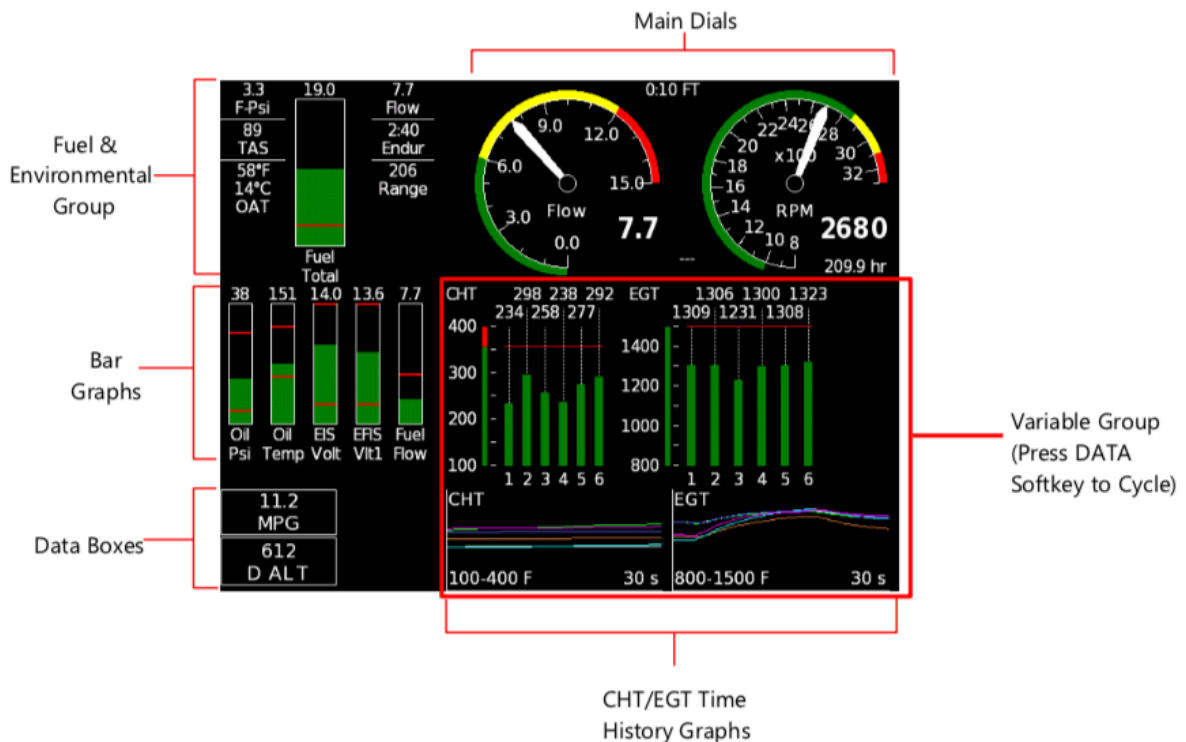 Main Dials
Fuel &
Environmental
Group
3.3
F-Psi
89
TAS
58°F
14°C
OAT
19.0
Fuel
Total
7.7
Flow
2:40
Endur
206
Range
0:10 FT
0.0
3.0
6.0
9.0
12.0
15.0
Flow
7.7
8
10
12
14
16
18
20
22
24
26
28
30
32
x100
RPM
2680
209.9 hr
---
Bar
Graphs
38
151
14.0
13.6
7.7
Oil
Psi
Oil
Temp
EIS
Volt
EFIS
Vlt1
Fuel
Flow
CHT
298 238 292
234 258 277
400
300
200
100
1 2 3 4 5 6
EGT
1306 1300 1323
1309 1231 1308
1400
1200
1000
800
1 2 3 4 5 6
Variable Group
(Press DATA
Softkey to Cycle)
Data Boxes
11.2
MPG
612
D ALT
CHT
100-400 F 30 s
EGT
800-1500 F 30 s
CHT/EGT Time
History Graphs